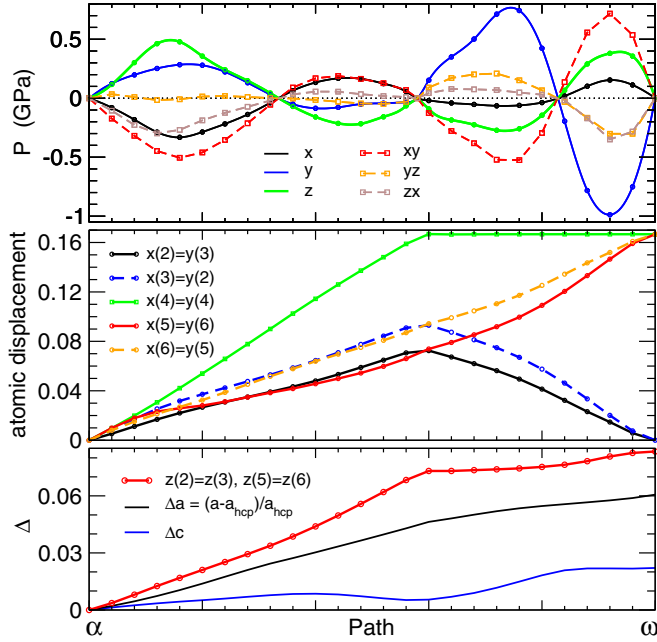 P (GPa)
0.5
0
-0.5
-1
x
y
z
xy
yz
zx
atomic displacement
0.16
0.12
0.08
0.04
0
x(2)=y(3)
x(3)=y(2)
x(4)=y(4)
x(5)=y(6)
x(6)=y(5)
Δ
0.06
0.03
0
z(2)=z(3), z(5)=z(6)
Δa = (a-a_hcp)/a_hcp
Δc
α Path ω